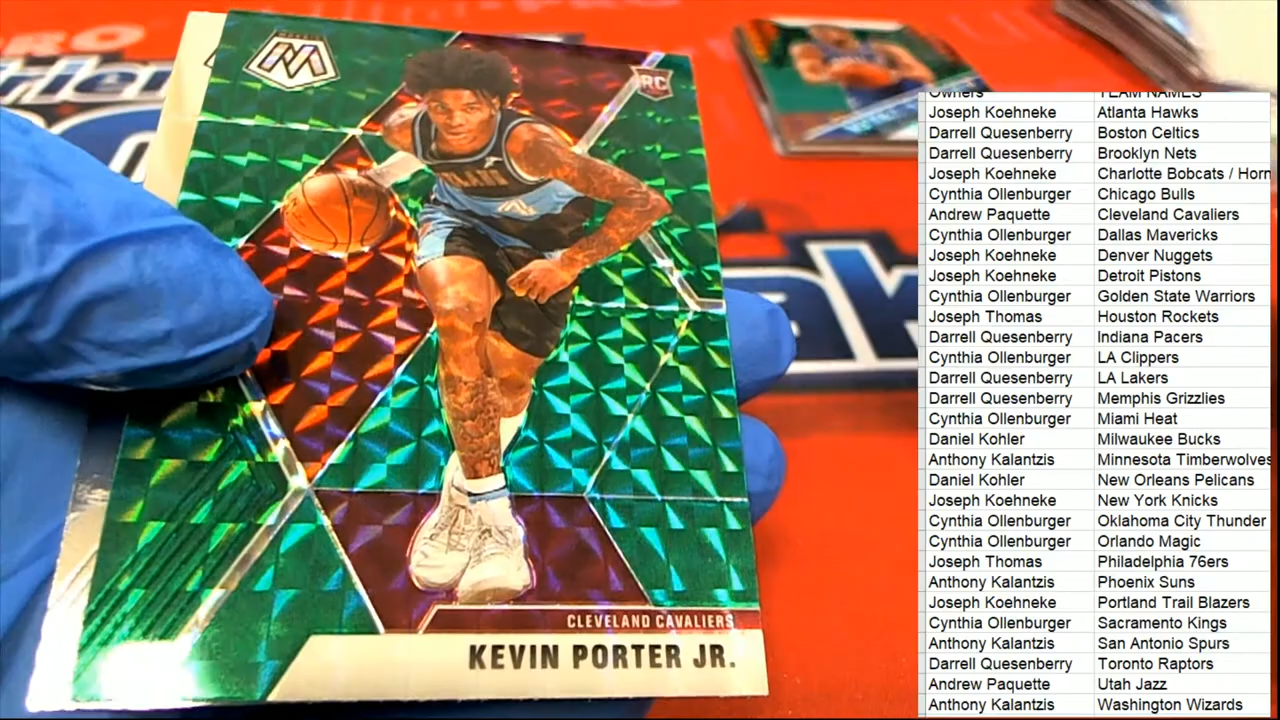 MOSAIC
RC
CLEVELAND CAVALIERS
KEVIN PORTER JR.
Owners TEAM NAMES
Joseph Koehneke Atlanta Hawks
Darrell Quesenberry Boston Celtics
Darrell Quesenberry Brooklyn Nets
Joseph Koehneke Charlotte Bobcats / Horn
Cynthia Ollenburger Chicago Bulls
Andrew Paquette Cleveland Cavaliers
Cynthia Ollenburger Dallas Mavericks
Joseph Koehneke Denver Nuggets
Joseph Koehneke Detroit Pistons
Cynthia Ollenburger Golden State Warriors
Joseph Thomas Houston Rockets
Darrell Quesenberry Indiana Pacers
Cynthia Ollenburger LA Clippers
Darrell Quesenberry LA Lakers
Darrell Quesenberry Memphis Grizzlies
Cynthia Ollenburger Miami Heat
Daniel Kohler Milwaukee Bucks
Anthony Kalantzis Minnesota Timberwolves
Daniel Kohler New Orleans Pelicans
Joseph Koehneke New York Knicks
Cynthia Ollenburger Oklahoma City Thunder
Cynthia Ollenburger Orlando Magic
Joseph Thomas Philadelphia 76ers
Anthony Kalantzis Phoenix Suns
Joseph Koehneke Portland Trail Blazers
Cynthia Ollenburger Sacramento Kings
Anthony Kalantzis San Antonio Spurs
Darrell Quesenberry Toronto Raptors
Andrew Paquette Utah Jazz
Anthony Kalantzis Washington Wizards